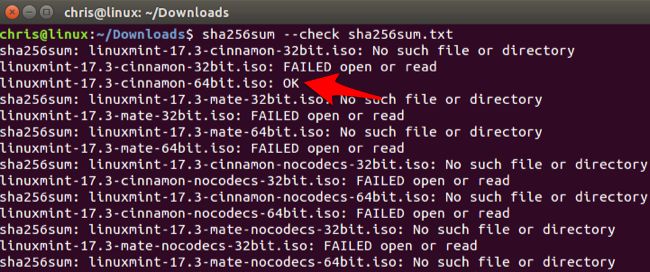 chris@linux: ~/Downloads
chris@linux:~/Downloads$ sha256sum --check sha256sum.txt
sha256sum: linuxmint-17.3-cinnamon-32bit.iso: No such file or directory
linuxmint-17.3-cinnamon-32bit.iso: FAILED open or read
linuxmint-17.3-cinnamon-64bit.iso: OK
sha256sum: linuxmint-17.3-mate-32bit.iso: No such file or directory
linuxmint-17.3-mate-32bit.iso: FAILED open or read
sha256sum: linuxmint-17.3-mate-64bit.iso: No such file or directory
linuxmint-17.3-mate-64bit.iso: FAILED open or read
sha256sum: linuxmint-17.3-cinnamon-nocodecs-32bit.iso: No such file or directory
linuxmint-17.3-cinnamon-nocodecs-32bit.iso: FAILED open or read
sha256sum: linuxmint-17.3-cinnamon-nocodecs-64bit.iso: No such file or directory
linuxmint-17.3-cinnamon-nocodecs-64bit.iso: FAILED open or read
sha256sum: linuxmint-17.3-mate-nocodecs-32bit.iso: No such file or directory
linuxmint-17.3-mate-nocodecs-32bit.iso: FAILED open or read
sha256sum: linuxmint-17.3-mate-nocodecs-64bit.iso: No such file or directory